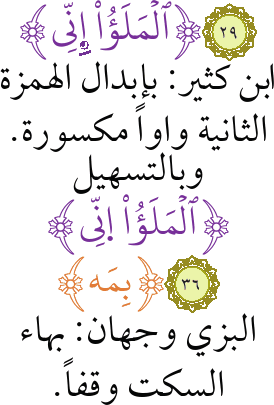 ٢٩ ﴿ٱلْمَلَؤُا۟ إِنِّي﴾
ابن كثير: بإبدال الهمزة
الثانية واواً مكسورة.
وبالتسهيل
﴿ٱلْمَلَؤُا۟ اِنِّي﴾
٣٦ ﴿بِمَه﴾
البزي وجهان: بهاء
السكت وقفاً.